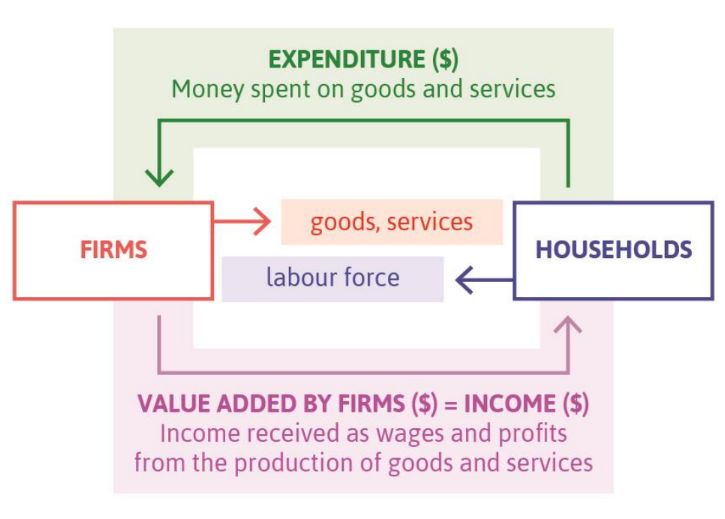 EXPENDITURE ($)
Money spent on goods and services
FIRMS
goods, services
labour force
HOUSEHOLDS
VALUE ADDED BY FIRMS ($) = INCOME ($)
Income received as wages and profits
from the production of goods and services